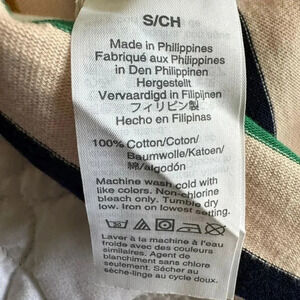 S/CH
Made in Philippines
Fabriqué aux Philippines
in Den Philippinen
Hergestellt
Vervaardigd in Filipijnen
フィリピン製
Hecho en Filipinas
100% Cotton/Coton/
Baumwolle/Katoen/
綿/algodón
Machine wash cold with
like colors. Non-chlorine
bleach only. Tumble dry
low. Iron on lowest setting.
Laver à la machine à l'eau
froide avec des couleurs
similaires. Agent de
blanchiment sans chlore
seulement. Sécher au
sèche-linge au cycle doux.